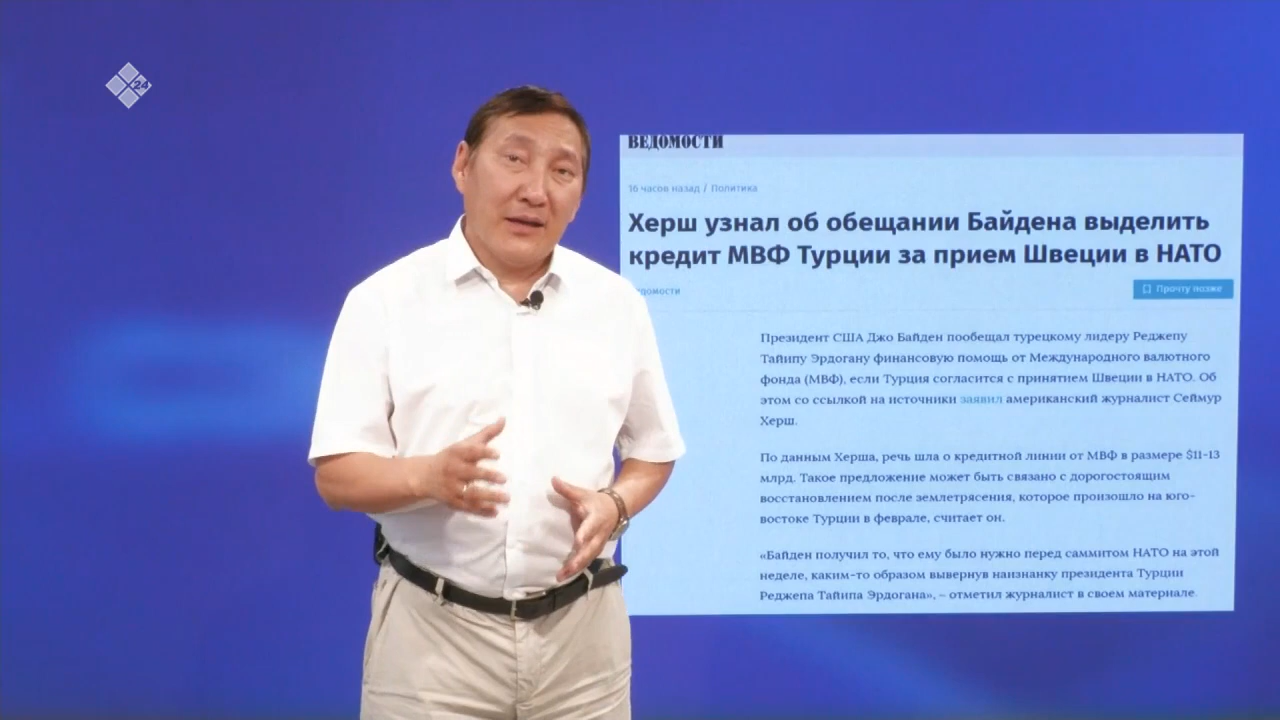 24
ВЕДОМОСТИ
16 часов назад / Политика
Херш узнал об обещании Байдена выделить
кредит МВФ Турции за прием Швеции в НАТО
едомости
Прочту позже
Президент США Джо Байден пообещал турецкому лидеру Реджепу
Тайипу Эрдогану финансовую помощь от Международного валютного
фонда (МВФ), если Турция согласится с принятием Швеции в НАТО. Об
этом со ссылкой на источники заявил американский журналист Сеймур
Херш.
По данным Херша, речь шла о кредитной линии от МВФ в размере $11-13
млрд. Такое предложение может быть связано с дорогостоящим
восстановлением после землетрясения, которое произошло на юго-
востоке Турции в феврале, считает он.
«Байден получил то, что ему было нужно перед саммитом НАТО на этой
неделе, каким-то образом вывернув наизнанку президента Турции
Реджепа Тайипа Эрдогана», – отметил журналист в своем материале.